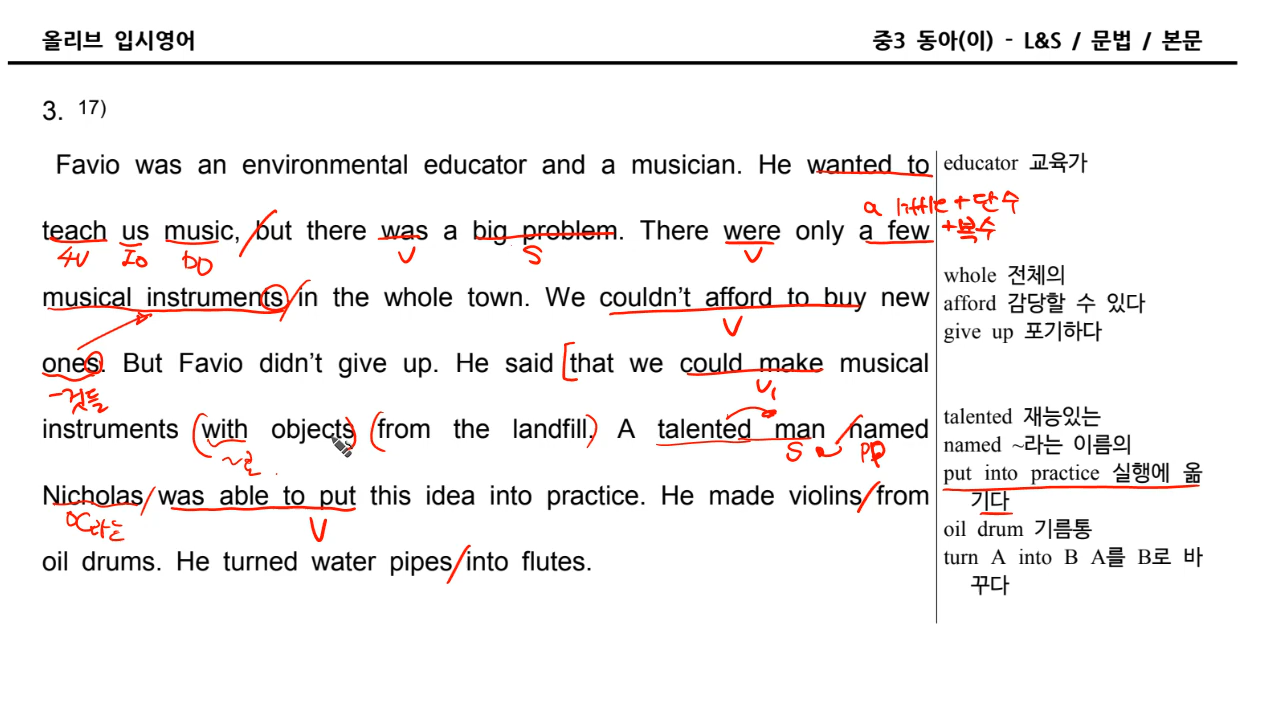 올리브 입시영어
중3 동아(이) - L&S / 문법 / 본문
3. 17)
Favio was an environmental educator and a musician. He wanted to
teach us music, but there was a big problem. There were only a few
musical instruments in the whole town. We couldn't afford to buy new
ones. But Favio didn't give up. He said [that we could make musical
instruments (with objects) (from the landfill.) A talented man named
Nicholas was able to put this idea into practice. He made violins from
oil drums. He turned water pipes into flutes.
educator 교육가
whole 전체의
afford 감당할 수 있다
give up 포기하다
talented 재능있는
named ~라는 이름의
put into practice 실행에 옮
기다
oil drum 기름통
turn A into B A를 B로 바
꾸다
a little + 단수
+ 복수
4V IO DO
V S V
V
~것들
V1
~로
S PP
V